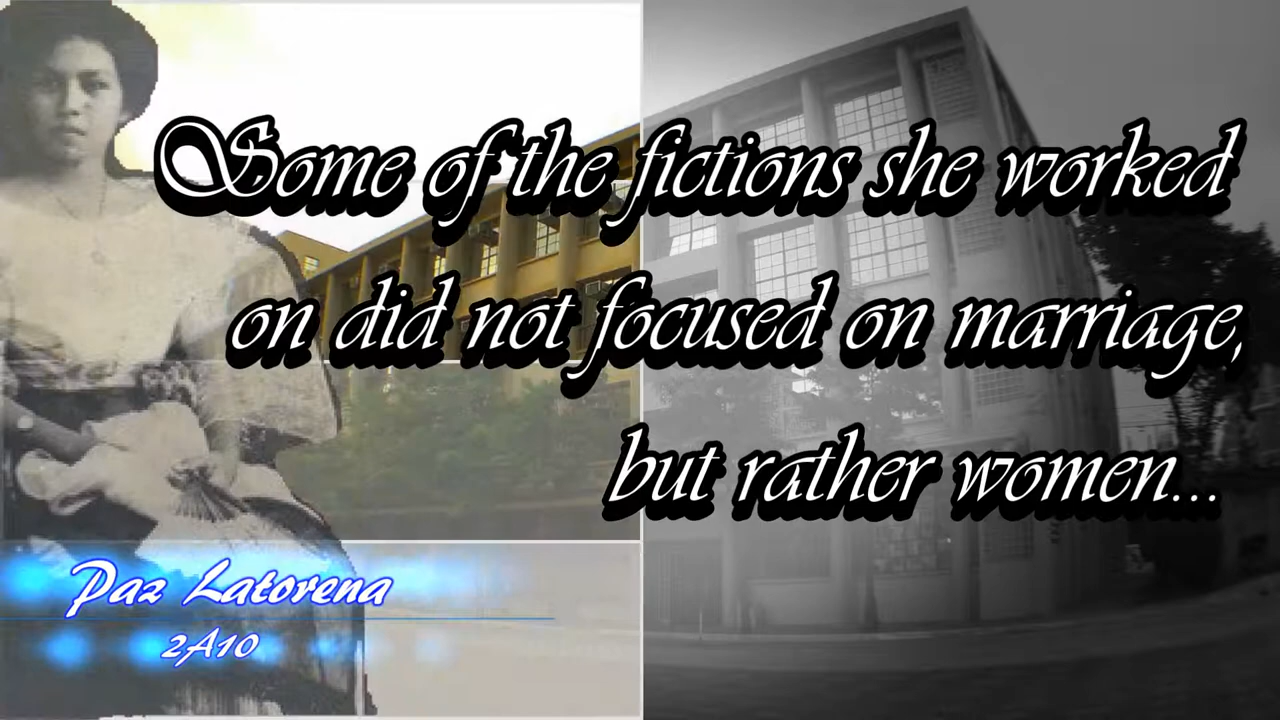 Some of the fictions she worked
on did not focused on marriage,
but rather women...
Paz Latorena
2A10